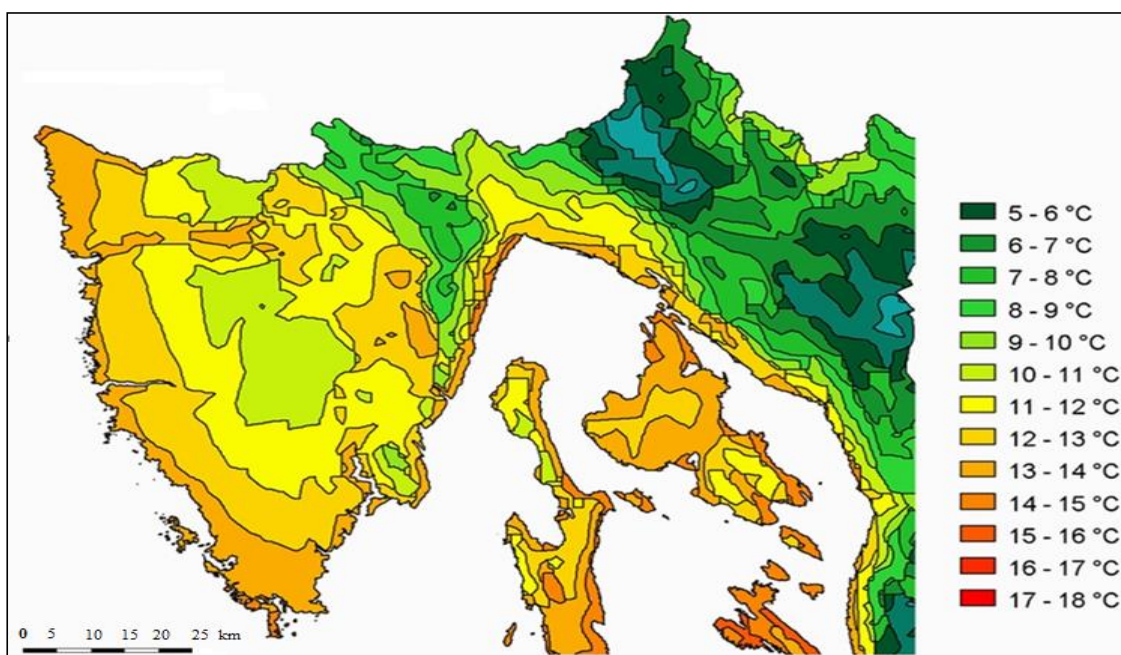 5 - 6 °C
6 - 7 °C
7 - 8 °C
8 - 9 °C
9 - 10 °C
10 - 11 °C
11 - 12 °C
12 - 13 °C
13 - 14 °C
14 - 15 °C
15 - 16 °C
16 - 17 °C
17 - 18 °C
0 5 10 15 20 25 km